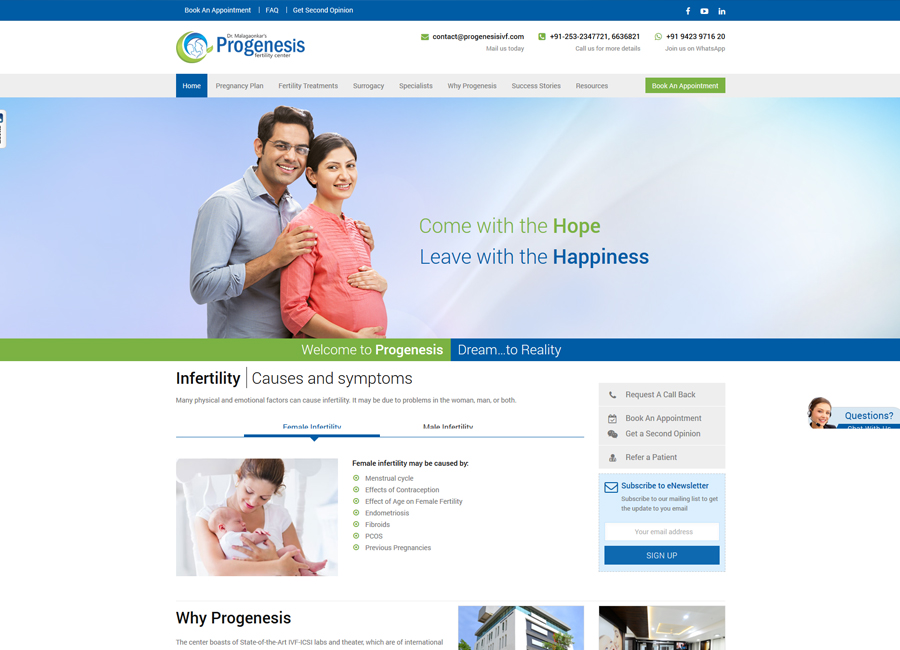 Book An Appointment | FAQ | Get Second Opinion
Dr. Malagaonkar's
Progenesis
fertility center
contact@progenesisivf.com
Mail us today
+91-253-2347721, 6636821
Call us for more details
+91 9423 9716 20
Join us on WhatsApp
Home Pregnancy Plan Fertility Treatments Surrogacy Specialists Why Progenesis Success Stories Resources Book An Appointment
Come with the Hope
Leave with the Happiness
Welcome to Progenesis Dream...to Reality
Infertility | Causes and symptoms
Many physical and emotional factors can cause infertility. It may be due to problems in the woman, man, or both.
Female Infertility Male Infertility
Female infertility may be caused by:
Menstrual cycle
Effects of Contraception
Effect of Age on Female Fertility
Endometriosis
Fibroids
PCOS
Previous Pregnancies
Request A Call Back
Book An Appointment
Get a Second Opinion
Refer a Patient
Subscribe to eNewsletter
Subscribe to our mailing list to get
the update to you email
Your email address
SIGN UP
Questions?
Chat With Us
Why Progenesis
The center boasts of State-of-the-Art IVF-ICSI labs and theater, which are of international